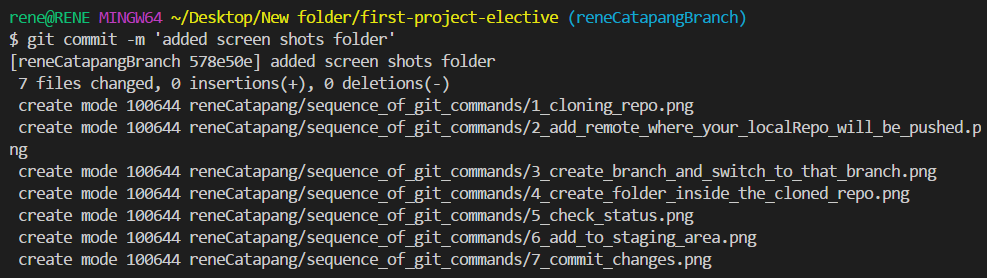 rene@RENE MINGW64 ~/Desktop/New folder/first-project-elective (reneCatapangBranch)
$ git commit -m 'added screen shots folder'
[reneCatapangBranch 578e50e] added screen shots folder
 7 files changed, 0 insertions(+), 0 deletions(-)
 create mode 100644 reneCatapang/sequence_of_git_commands/1_cloning_repo.png
 create mode 100644 reneCatapang/sequence_of_git_commands/2_add_remote_where_your_localRepo_will_be_pushed.p
ng
 create mode 100644 reneCatapang/sequence_of_git_commands/3_create_branch_and_switch_to_that_branch.png
 create mode 100644 reneCatapang/sequence_of_git_commands/4_create_folder_inside_the_cloned_repo.png
 create mode 100644 reneCatapang/sequence_of_git_commands/5_check_status.png
 create mode 100644 reneCatapang/sequence_of_git_commands/6_add_to_staging_area.png
 create mode 100644 reneCatapang/sequence_of_git_commands/7_commit_changes.png